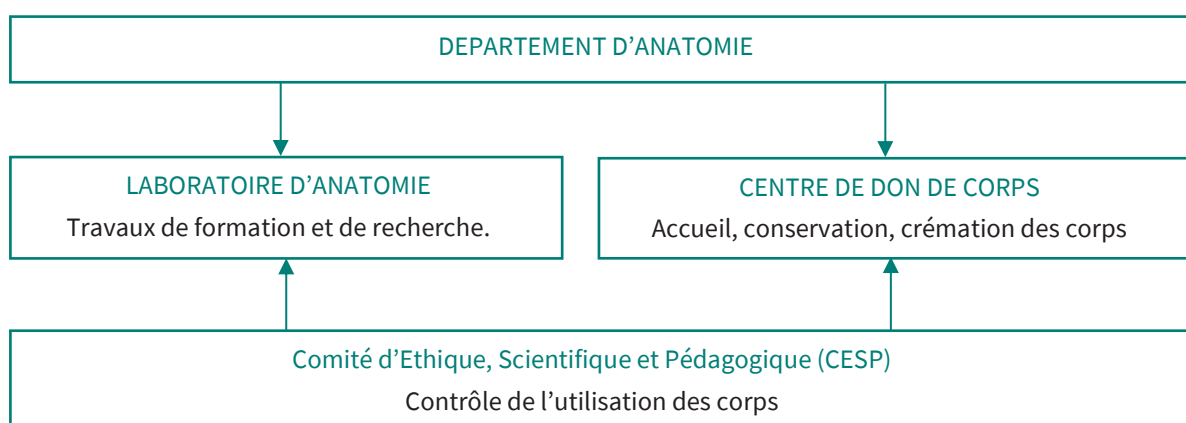 DEPARTEMENT D’ANATOMIE
LABORATOIRE D’ANATOMIE
Travaux de formation et de recherche.
CENTRE DE DON DE CORPS
Accueil, conservation, crémation des corps
Comité d’Ethique, Scientifique et Pédagogique (CESP)
Contrôle de l’utilisation des corps